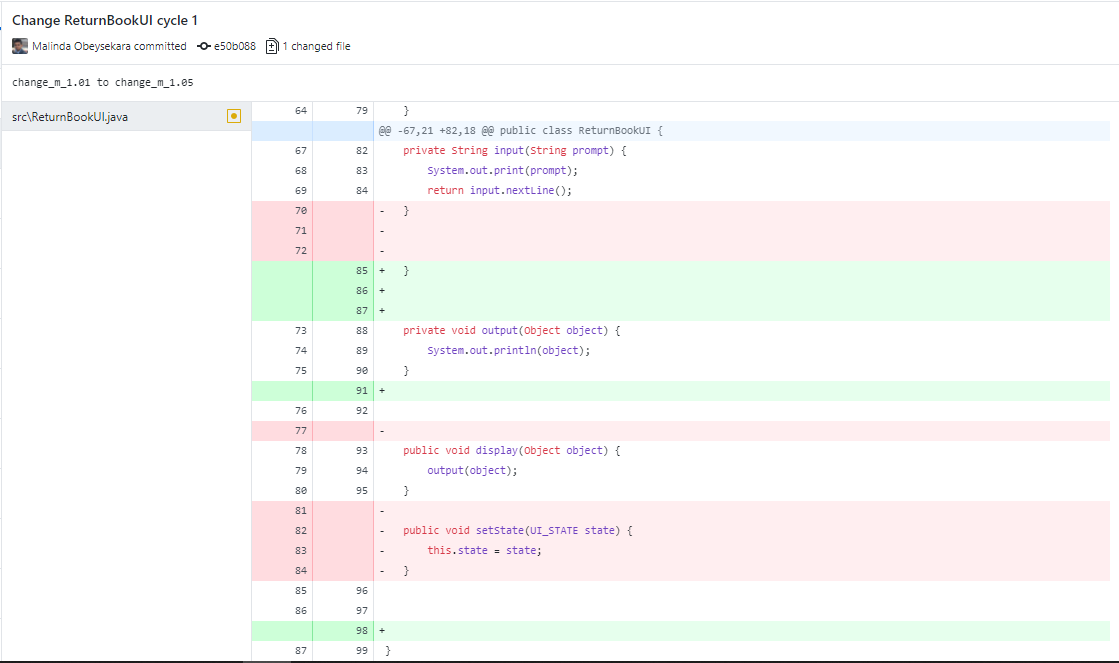 Change ReturnBookUI cycle 1
Malinda Obeysekara committed e50b088 1 changed file
change_m_1.01 to change_m_1.05
src\ReturnBookUI.java
64 79 }
@@ -67,21 +82,18 @@ public class ReturnBookUI {
67 82 private String input(String prompt) {
68 83 System.out.print(prompt);
69 84 return input.nextLine();
70 - }
71 -
72 -
85 + }
86 +
87 +
73 88 private void output(Object object) {
74 89 System.out.println(object);
75 90 }
91 +
76 92
77 -
78 93 public void display(Object object) {
79 94 output(object);
80 95 }
81 -
82 - public void setState(UI_STATE state) {
83 - this.state = state;
84 - }
85 96
86 97
98 +
87 99 }